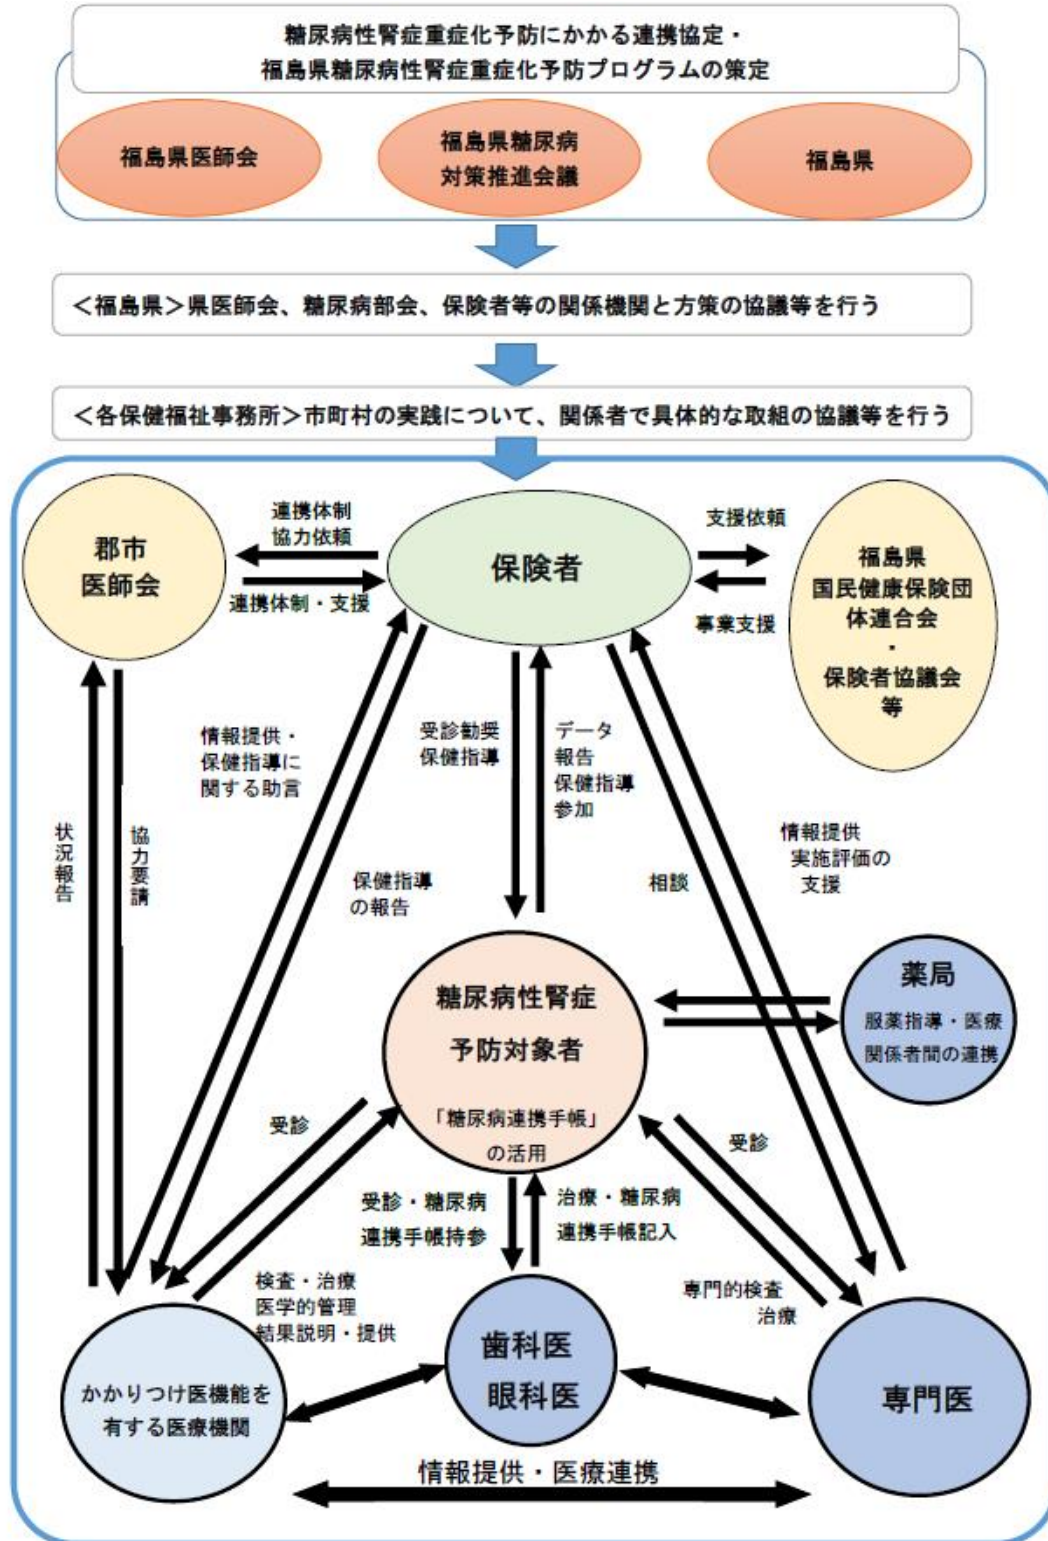 糖尿病性腎症重症化予防にかかる連携協定・
福島県糖尿病性腎症重症化予防プログラムの策定
福島県医師会
福島県糖尿病
対策推進会議
福島県
＜福島県＞県医師会、糖尿病部会、保険者等の関係機関と方策の協議等を行う
＜各保健福祉事務所＞市町村の実践について、関係者で具体的な取組の協議等を行う
郡市
医師会
連携体制
協力依頼
連携体制・支援
保険者
支援依頼
事業支援
福島県
国民健康保険団
体連合会
・
保険者協議会
等
情報提供・
保健指導に
関する助言
受診勧奨
保健指導
データ
報告
保健指導
参加
状況報告
協力要請
保健指導
の報告
相談
情報提供
実施評価の
支援
糖尿病性腎症
予防対象者
「糖尿病連携手帳」
の活用
薬局
服薬指導・医療
関係者間の連携
受診
受診
受診・糖尿病
連携手帳持参
治療・糖尿病
連携手帳記入
検査・治療
医学的管理
結果説明・提供
専門的検査
治療
かかりつけ医機能を
有する医療機関
歯科医
眼科医
専門医
情報提供・医療連携